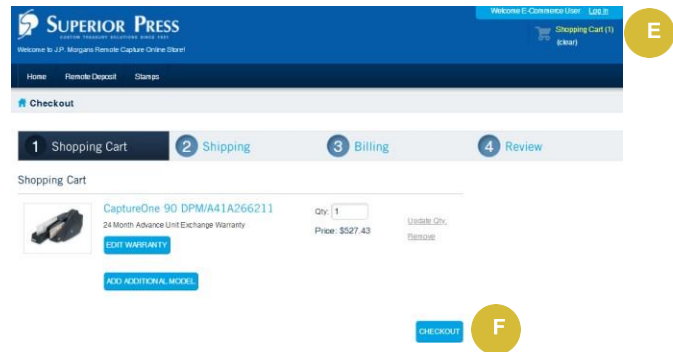 Welcome E-Commerce User Log In
SUPERIOR PRESS
CUSTOM TREASURY SOLUTIONS SINCE 1931
Shopping Cart (1)
(clear)
E
Welcome to J.P. Morgans Remote Capture Online Store!
Home Remote Deposit Stamps
Checkout
1 Shopping Cart 2 Shipping 3 Billing 4 Review
Shopping Cart
CaptureOne 90 DPM/A41A266211
24 Month Advance Unit Exchange Warranty
EDIT WARRANTY
Qty: 1
Price: $527.43
Update Qty.
Remove
ADD ADDITIONAL MODEL
CHECKOUT
F